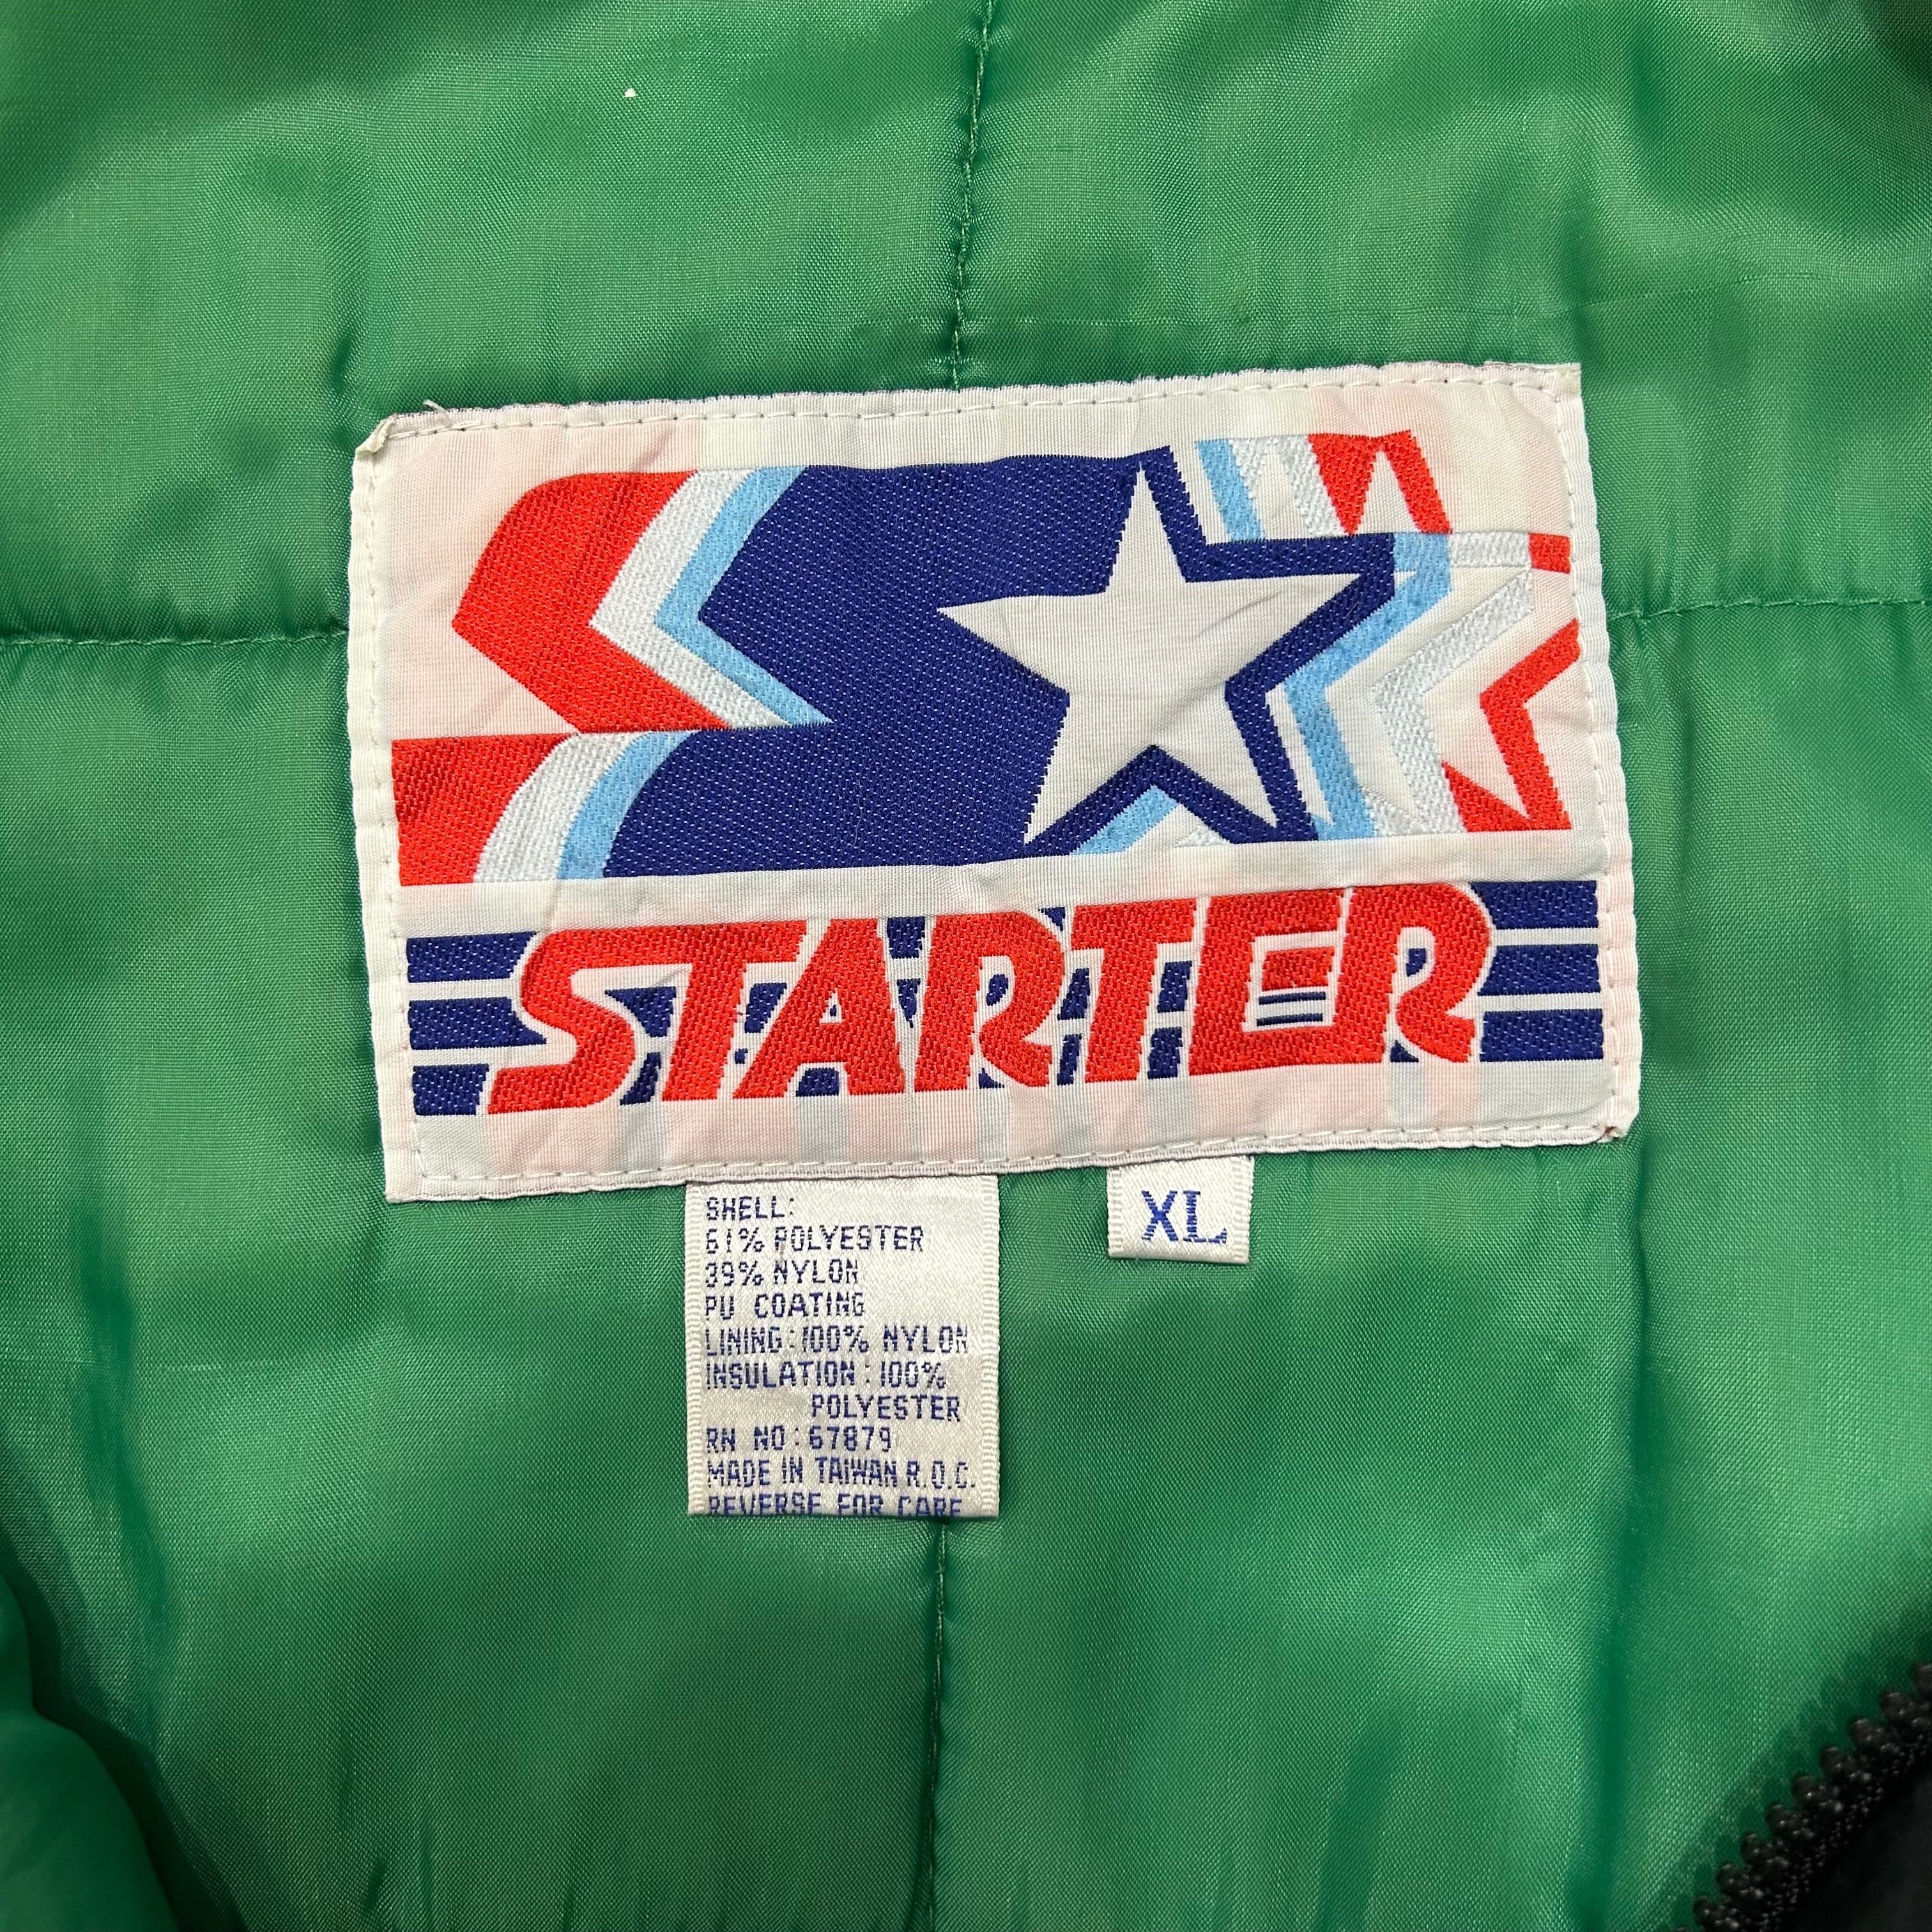 STARTER
XL
SHELL:
61% POLYESTER
39% NYLON
PU COATING
LINING:100% NYLON
INSULATION:100%
POLYESTER
RN NO:67879
MADE IN TAIWAN R.O.C.
REVERSE FOR CARE